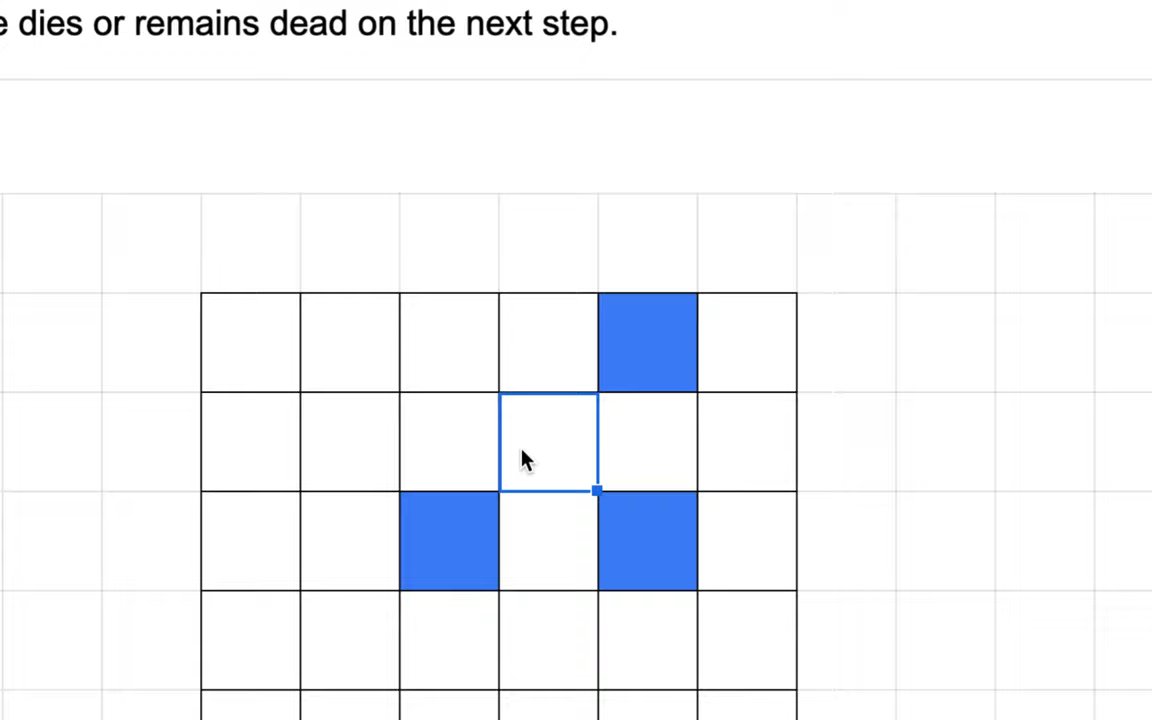 e dies or remains dead on the next step.